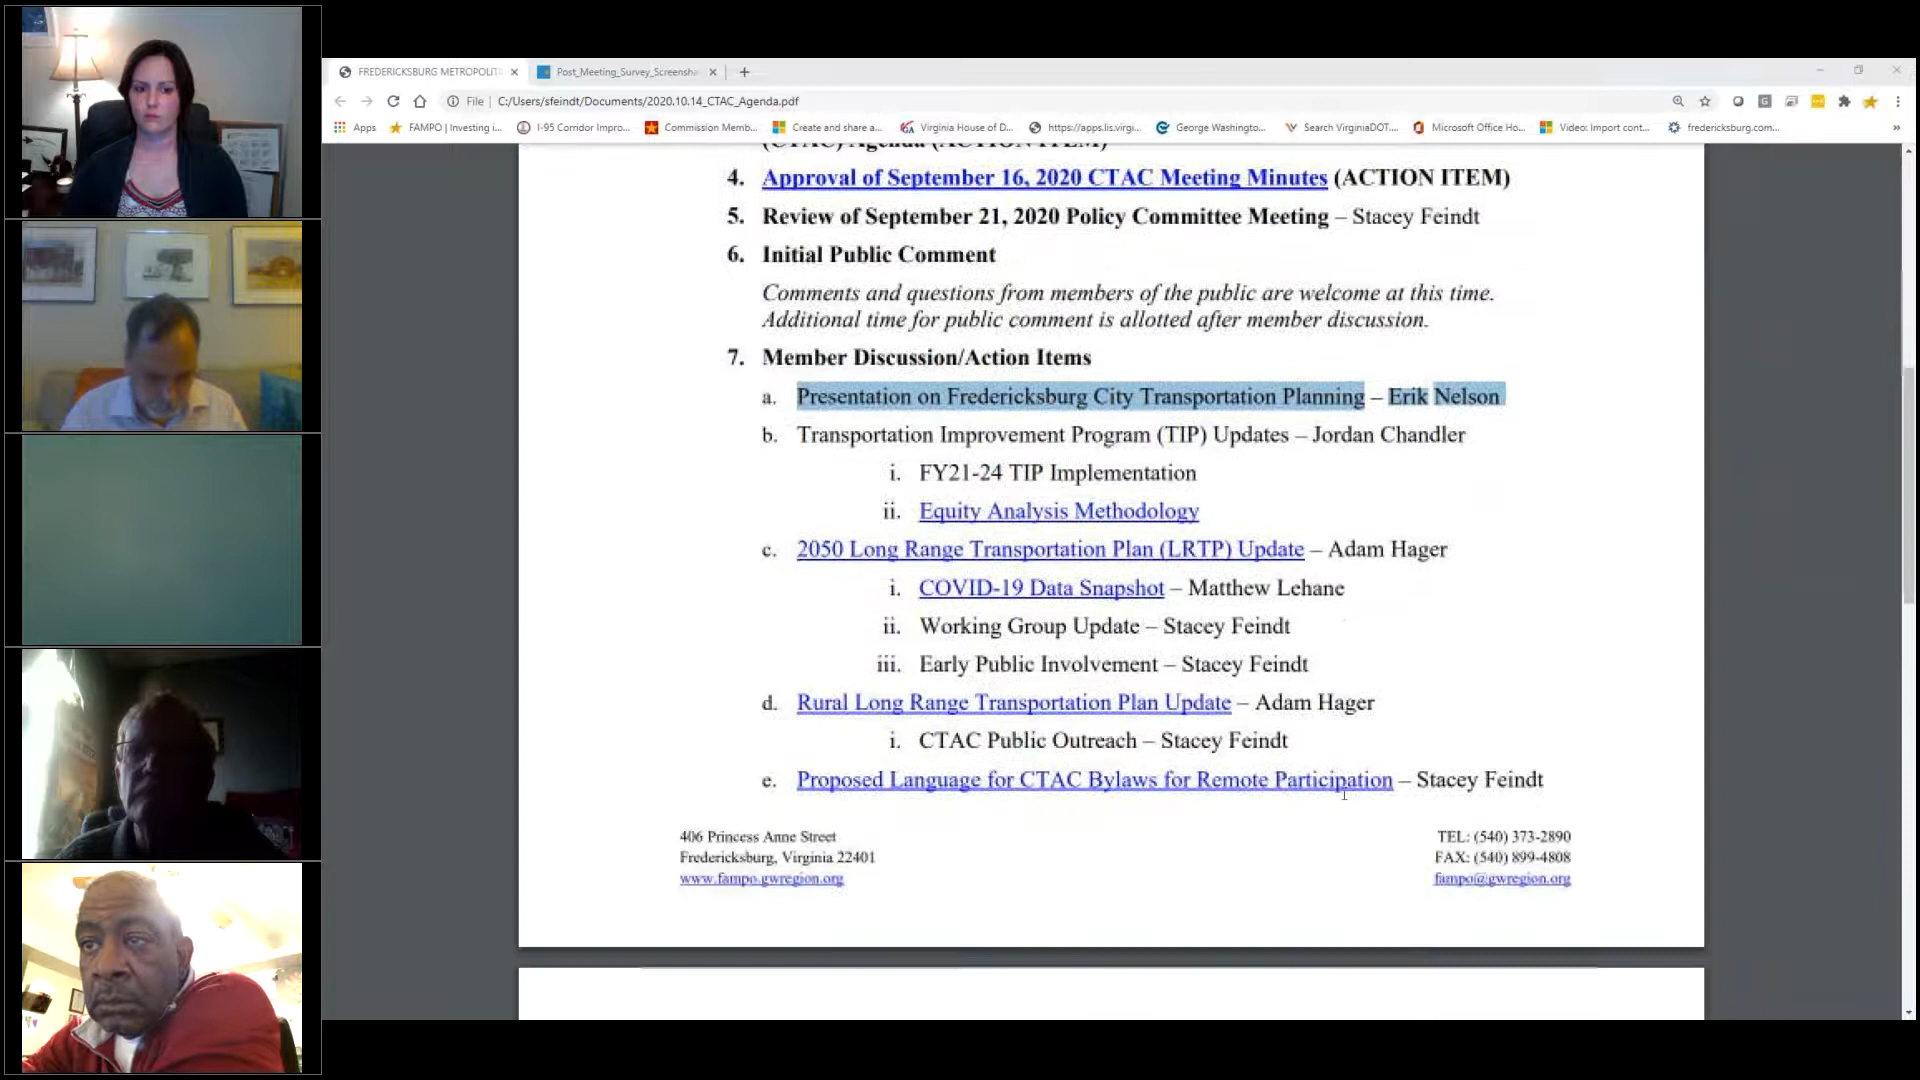 FREDERICKSBURG METROPOLIT
Post_Meeting_Survey_Screensh
File C:/Users/sfeindt/Documents/2020.10.14_CTAC_Agenda.pdf
Apps FAMPO | Investing i... I-95 Corridor Impro... Commission Memb... Create and share a... Virginia House of D... https://apps.lis.virgi... George Washingto... Search VirginiaDOT.... Microsoft Office Ho... Video: Import cont... fredericksburg.com... »
(CTAC) Agenda (ACTION ITEM)
4. Approval of September 16, 2020 CTAC Meeting Minutes (ACTION ITEM)
5. Review of September 21, 2020 Policy Committee Meeting – Stacey Feindt
6. Initial Public Comment
Comments and questions from members of the public are welcome at this time.
Additional time for public comment is allotted after member discussion.
7. Member Discussion/Action Items
a. Presentation on Fredericksburg City Transportation Planning – Erik Nelson
b. Transportation Improvement Program (TIP) Updates – Jordan Chandler
i. FY21-24 TIP Implementation
ii. Equity Analysis Methodology
c. 2050 Long Range Transportation Plan (LRTP) Update – Adam Hager
i. COVID-19 Data Snapshot – Matthew Lehane
ii. Working Group Update – Stacey Feindt
iii. Early Public Involvement – Stacey Feindt
d. Rural Long Range Transportation Plan Update – Adam Hager
i. CTAC Public Outreach – Stacey Feindt
e. Proposed Language for CTAC Bylaws for Remote Participation – Stacey Feindt
406 Princess Anne Street
Fredericksburg, Virginia 22401
www.fampo.gwregion.org
TEL: (540) 373-2890
FAX: (540) 899-4808
fampo@gwregion.org